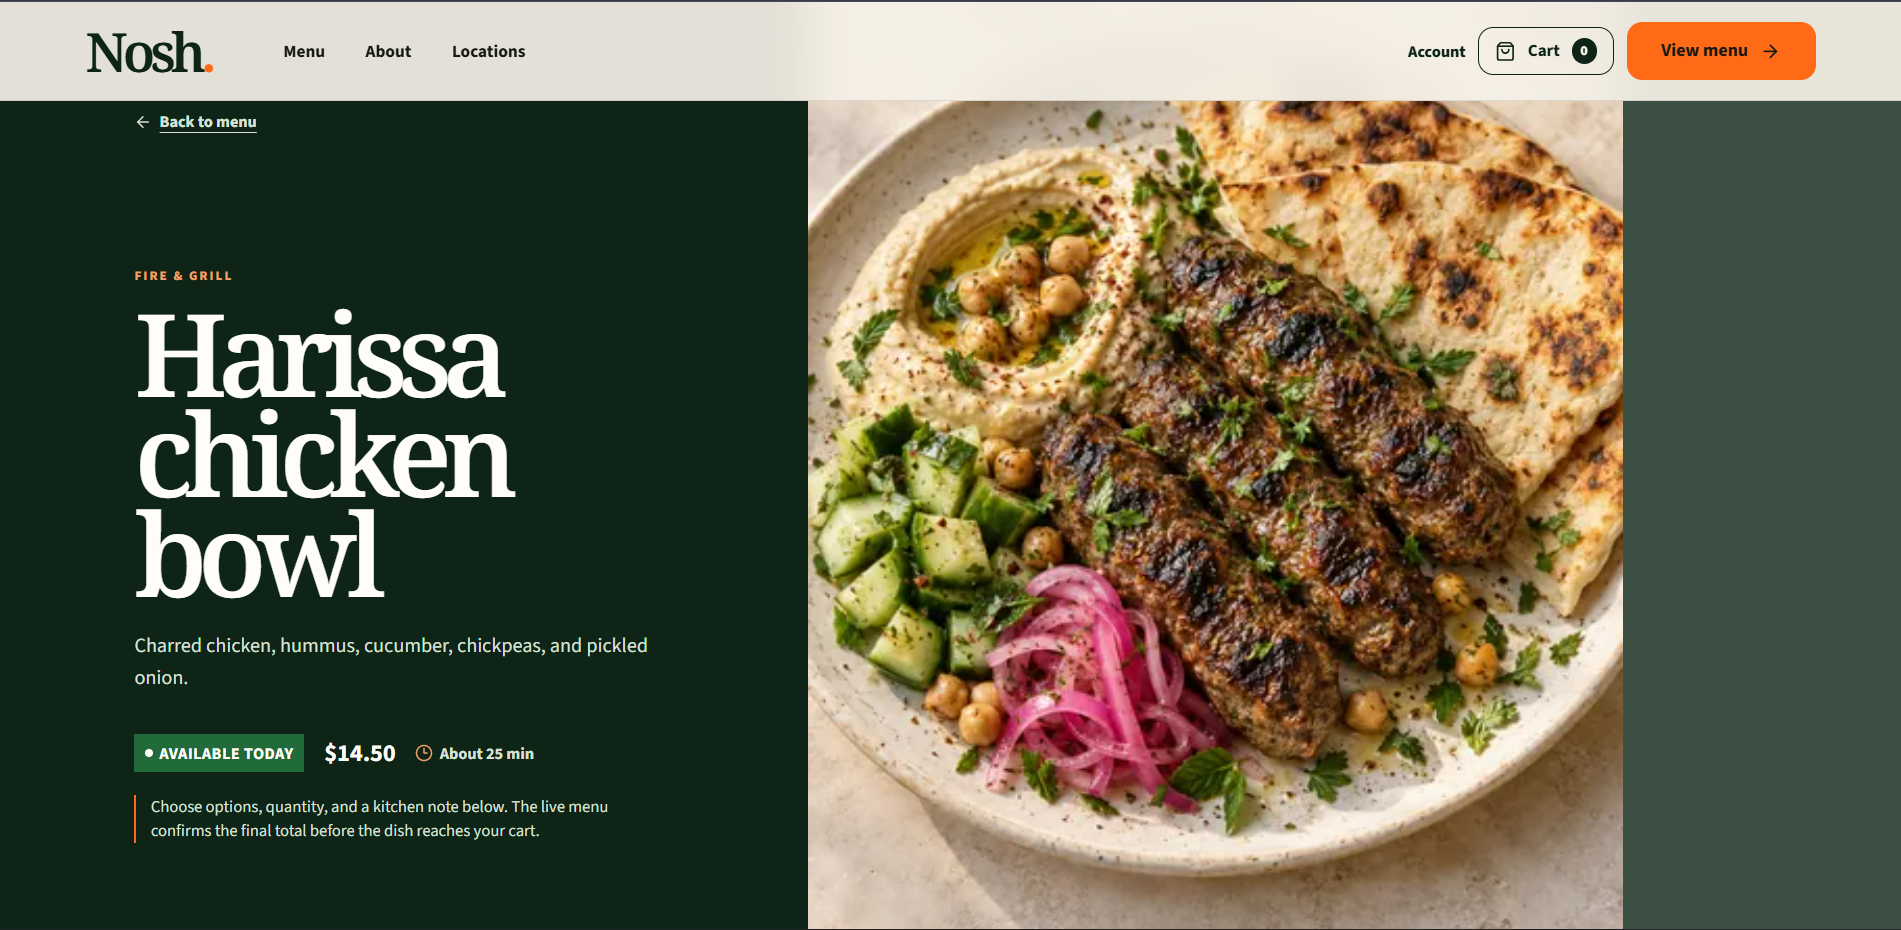 Nosh.
Menu
About
Locations
Account
Cart
0
View menu
Back to menu
FIRE & GRILL
Harissa
chicken
bowl
Charred chicken, hummus, cucumber, chickpeas, and pickled
onion.
AVAILABLE TODAY
$14.50
About 25 min
Choose options, quantity, and a kitchen note below. The live menu
confirms the final total before the dish reaches your cart.